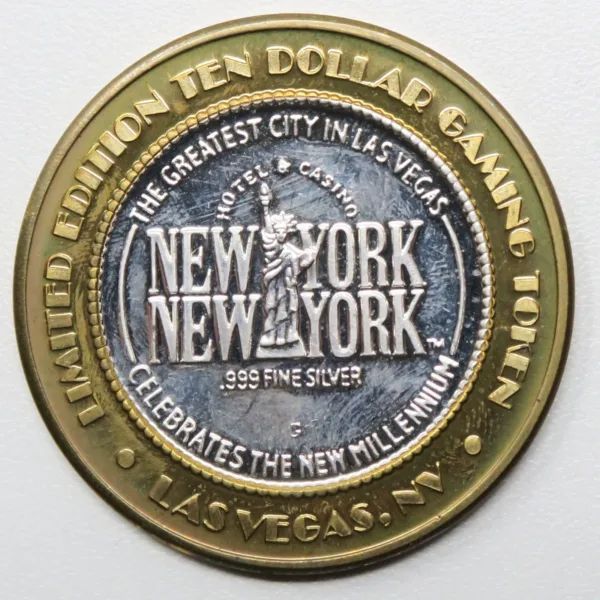 LIMITED EDITION TEN DOLLAR GAMING TOKEN
• LAS VEGAS, NV •
THE GREATEST CITY IN LAS VEGAS
HOTEL & CASINO
NEW YORK
NEW YORK™
.999 FINE SILVER
G
CELEBRATES THE NEW MILLENNIUM